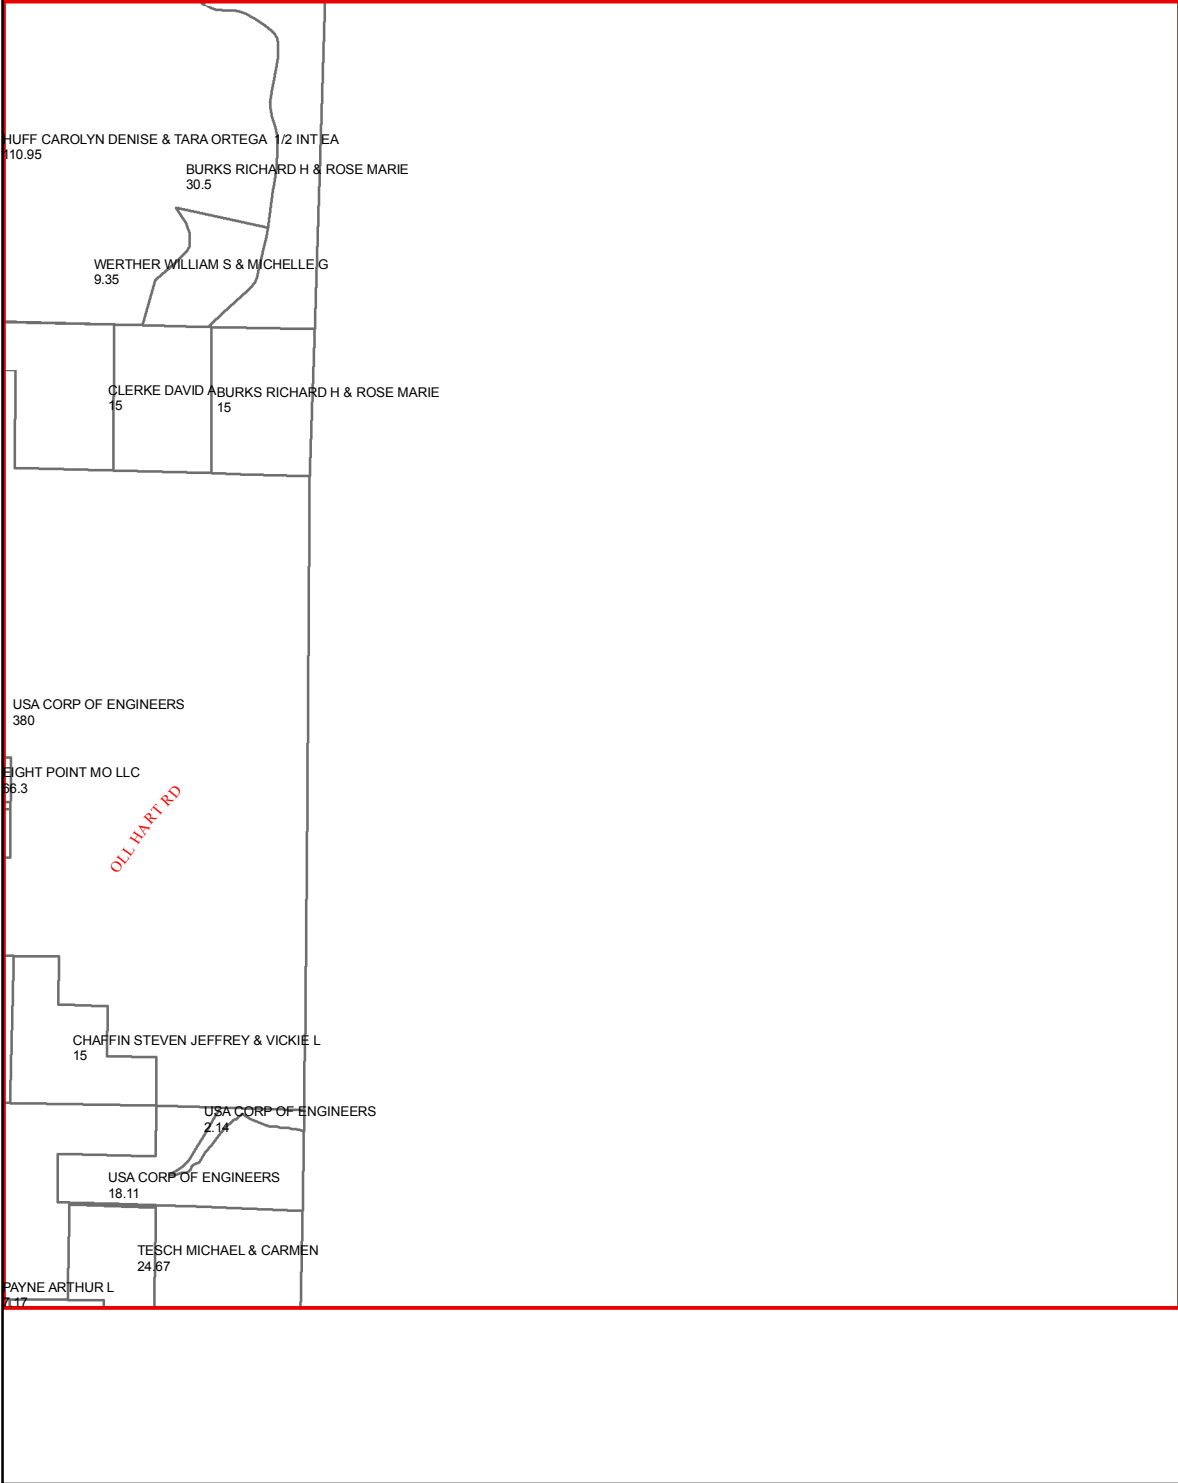 HUFF CAROLYN DENISE & TARA ORTEGA 1/2 INT EA
110.95
BURKS RICHARD H & ROSE MARIE
30.5
WERTHER WILLIAM S & MICHELLE G
9.35
CLERKE DAVID A
15
BURKS RICHARD H & ROSE MARIE
15
USA CORP OF ENGINEERS
380
EIGHT POINT MO LLC
66.3
OLL HART RD
CHAFFIN STEVEN JEFFREY & VICKIE L
15
USA CORP OF ENGINEERS
2.14
USA CORP OF ENGINEERS
18.11
TESCH MICHAEL & CARMEN
24.67
PAYNE ARTHUR L
7.17